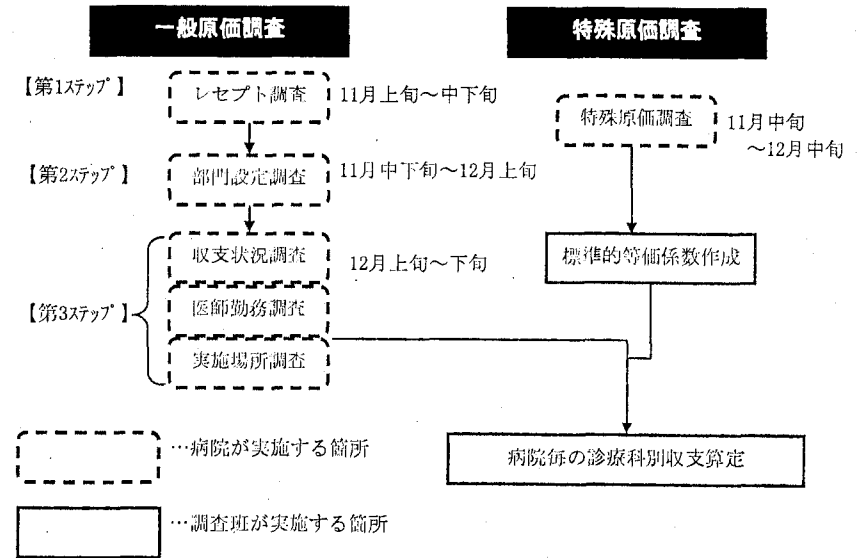 一般原価調査
特殊原価調査
【第1ステップ】
レセプト調査
11月上旬～中下旬
特殊原価調査
11月中旬
～12月中旬
【第2ステップ】
部門設定調査
11月中下旬～12月上旬
収支状況調査
12月上旬～下旬
標準的等価係数作成
【第3ステップ】
医師勤務調査
実施場所調査
…病院が実施する箇所
病院毎の診療科別収支算定
…調査班が実施する箇所